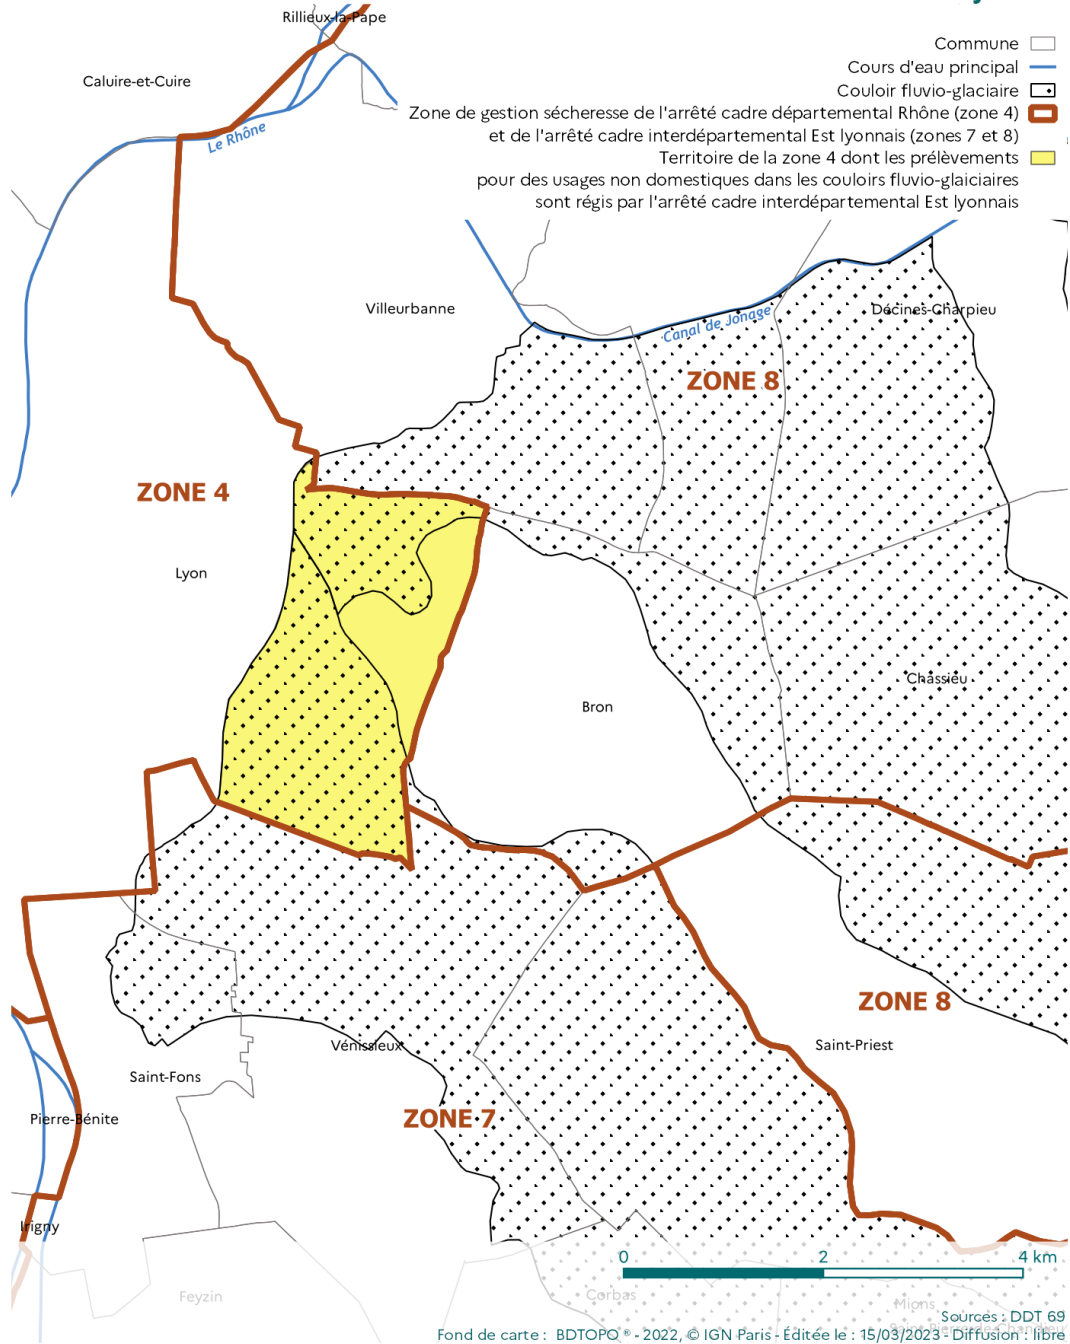 Rillieux-la-Pape
Commune
Caluire-et-Cuire
Cours d'eau principal
Couloir fluvio-glaciaire
Zone de gestion sécheresse de l'arrêté cadre départemental Rhône (zone 4)
et de l'arrêté cadre interdépartemental Est lyonnais (zones 7 et 8)
Le Rhône
Territoire de la zone 4 dont les prélèvements
pour des usages non domestiques dans les couloirs fluvio-glaiciaires
sont régis par l'arrêté cadre interdépartemental Est lyonnais
Villeurbanne
Décines-Charpieu
Canal de Jonage
ZONE 8
ZONE 4
Lyon
Chassieu
Bron
ZONE 8
Saint-Priest
Vénissieux
Saint-Fons
Pierre-Bénite
ZONE 7
Irigny
0 2 4 km
Feyzin
Corbas
Mions
Sources : DDT 69
Saint-Pierre-de-Chandieu
Fond de carte : BDTOPO ® - 2022, © IGN Paris - Éditée le : 15/03/2023 - Diffusion : libre